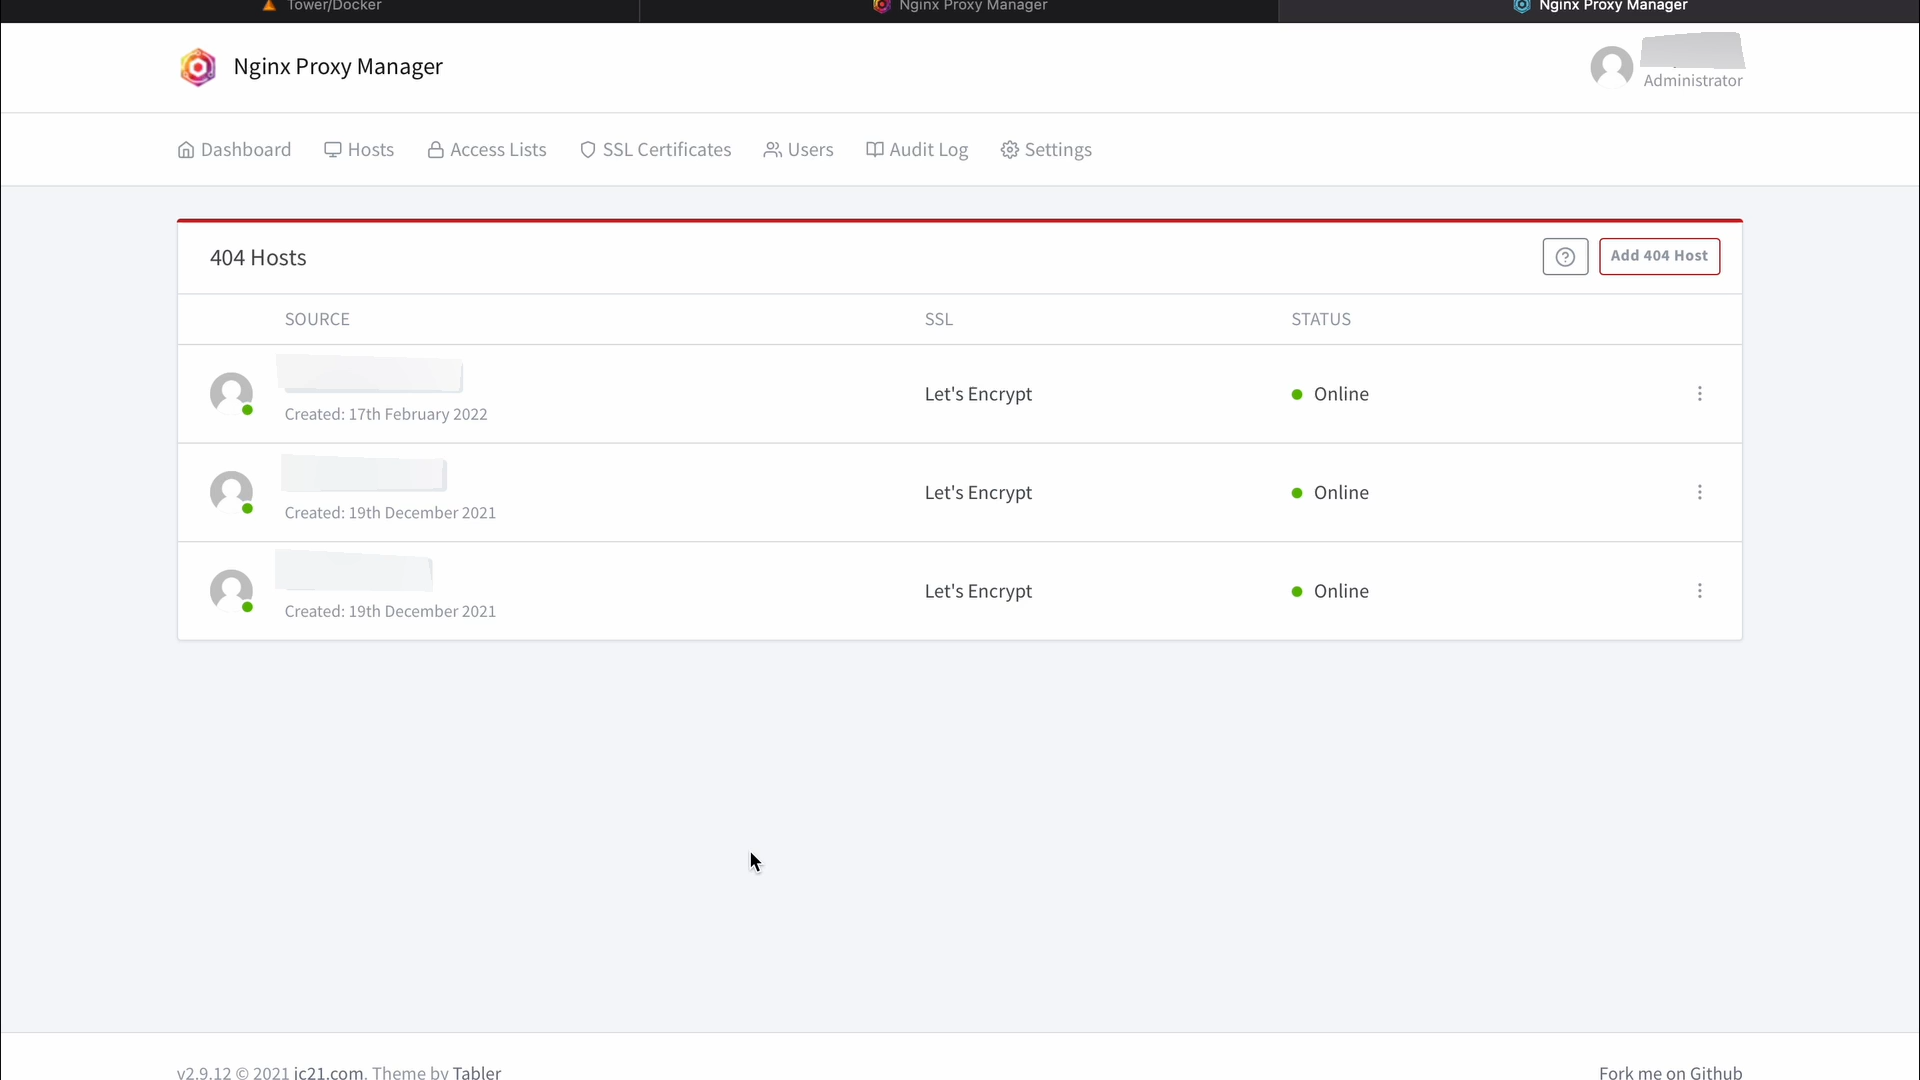 Tower/Docker
Nginx Proxy Manager
Nginx Proxy Manager
Nginx Proxy Manager
Administrator
Dashboard
Hosts
Access Lists
SSL Certificates
Users
Audit Log
Settings
404 Hosts
Add 404 Host
SOURCE
SSL
STATUS
Created: 17th February 2022
Let's Encrypt
Online
Created: 19th December 2021
Let's Encrypt
Online
Created: 19th December 2021
Let's Encrypt
Online
v2.9.12 © 2021 jc21.com. Theme by Tabler
Fork me on Github